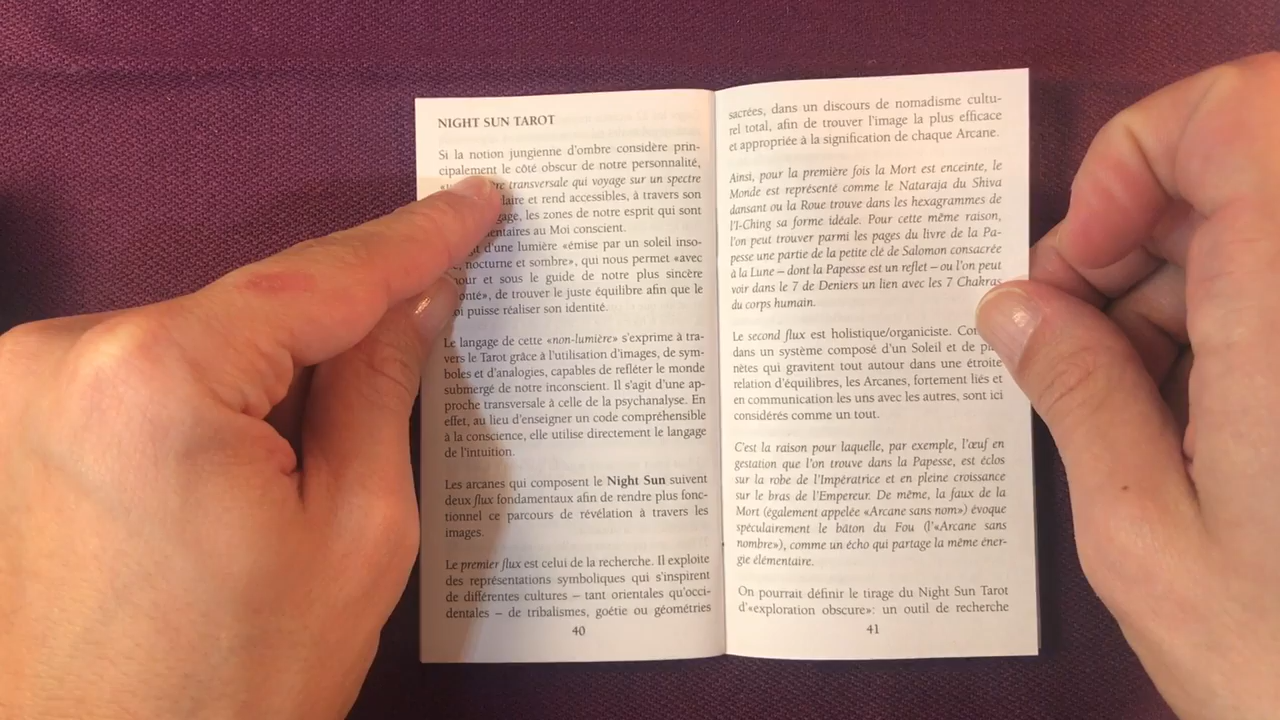 NIGHT SUN TAROT
Si la notion jungienne d'ombre considère prin-
cipalement le côté obscur de notre personnalité,
transversale qui voyage sur un spectre
et rend accessibles, à travers son
les zones de notre esprit qui sont
au Moi conscient.
d'une lumière «émise par un soleil inso-
nocturne et sombre», qui nous permet «avec
et sous le guide de notre plus sincère
de trouver le juste équilibre afin que le
puisse réaliser son identité.
Le langage de cette «non-lumière» s'exprime à tra-
vers le Tarot grâce à l'utilisation d'images, de sym-
boles et d'analogies, capables de refléter le monde
submergé de notre inconscient. Il s'agit d'une ap-
proche transversale à celle de la psychanalyse. En
effet, au lieu d'enseigner un code compréhensible
à la conscience, elle utilise directement le langage
de l'intuition.
Les arcanes qui composent le Night Sun suivent
deux flux fondamentaux afin de rendre plus fonc-
tionnel ce parcours de révélation à travers les
images.
Le premier flux est celui de la recherche. Il exploite
des représentations symboliques qui s'inspirent
de différentes cultures – tant orientales qu'occi-
dentales – de tribalismes, goétie ou géométries
40
sacrées, dans un discours de nomadisme cultu-
rel total, afin de trouver l'image la plus efficace
et appropriée à la signification de chaque Arcane.
Ainsi, pour la première fois la Mort est enceinte, le
Monde est représenté comme le Nataraja du Shiva
dansant ou la Roue trouve dans les hexagrammes de
l'I-Ching sa forme idéale. Pour cette même raison,
l'on peut trouver parmi les pages du livre de la Pa-
pesse une partie de la petite clé de Salomon consacrée
à la Lune – dont la Papesse est un reflet – ou l'on peut
voir dans le 7 de Deniers un lien avec les 7 Chakras
du corps humain.
Le second flux est holistique/organiciste.
dans un système composé d'un Soleil et de
nètes qui gravitent tout autour dans une étroite
relation d'équilibres, les Arcanes, fortement liés et
en communication les uns avec les autres, sont ici
considérés comme un tout.
C'est la raison pour laquelle, par exemple, l'œuf en
gestation que l'on trouve dans la Papesse, est éclos
sur la robe de l'Impératrice et en pleine croissance
sur le bras de l'Empereur. De même, la faux de la
Mort (également appelée «Arcane sans nom») évoque
spéculairement le bâton du Fou (l'«Arcane sans
nombre»), comme un écho qui partage la même éner-
gie élémentaire.
On pourrait définir le tirage du Night Sun Tarot
d'«exploration obscure»: un outil de recherche
41